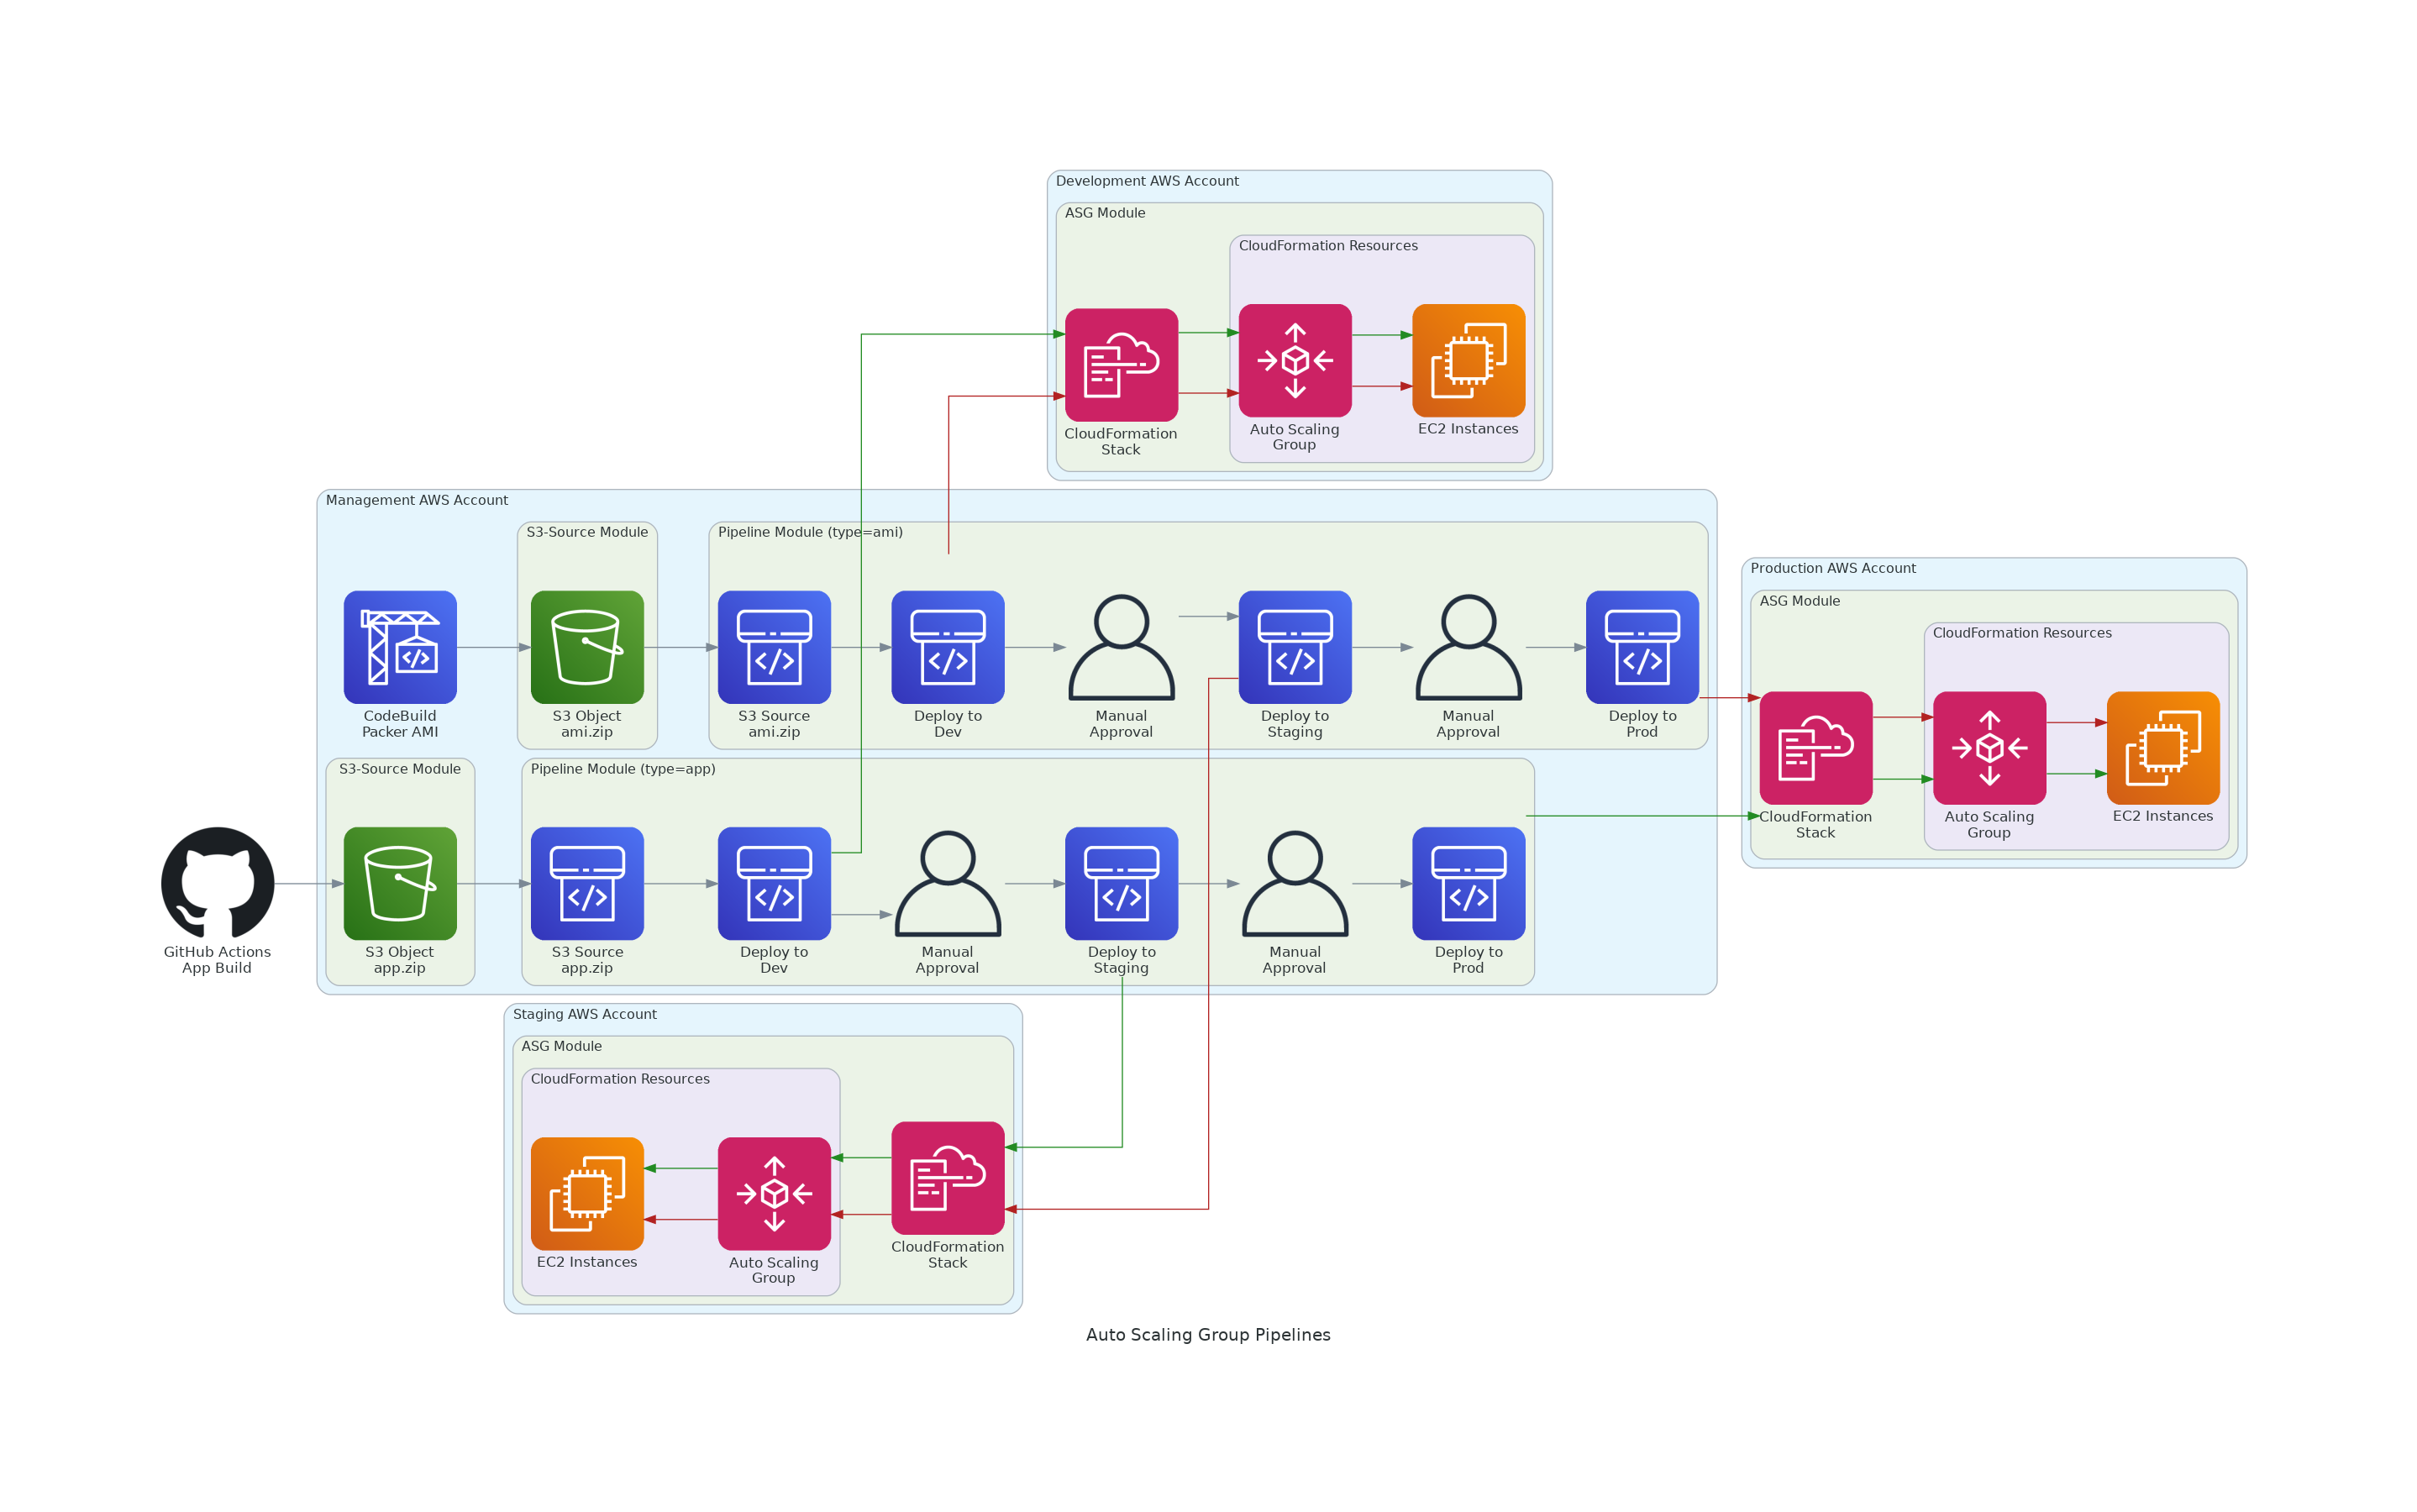 Development AWS Account
ASG Module
CloudFormation Resources
CloudFormation
Stack
Auto Scaling
Group
EC2 Instances
Management AWS Account
S3-Source Module
Pipeline Module (type=ami)
CodeBuild
Packer AMI
S3 Object
ami.zip
S3 Source
ami.zip
Deploy to
Dev
Manual
Approval
Deploy to
Staging
Manual
Approval
Deploy to
Prod
Production AWS Account
ASG Module
CloudFormation Resources
CloudFormation
Stack
Auto Scaling
Group
EC2 Instances
S3-Source Module
Pipeline Module (type=app)
GitHub Actions
App Build
S3 Object
app.zip
S3 Source
app.zip
Deploy to
Dev
Manual
Approval
Deploy to
Staging
Manual
Approval
Deploy to
Prod
Staging AWS Account
ASG Module
CloudFormation Resources
EC2 Instances
Auto Scaling
Group
CloudFormation
Stack
Auto Scaling Group Pipelines